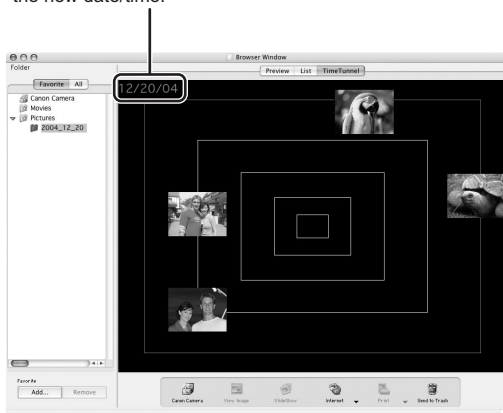 the new date/time.
Browser Window
Folder
Preview List TimeTunnel
Favorite All
12/20/04
Canon Camera
Movies
Pictures
2004_12_20
Favorite
Add... Remove
Canon Camera View Image SlideShow Internet Print Send to Trash